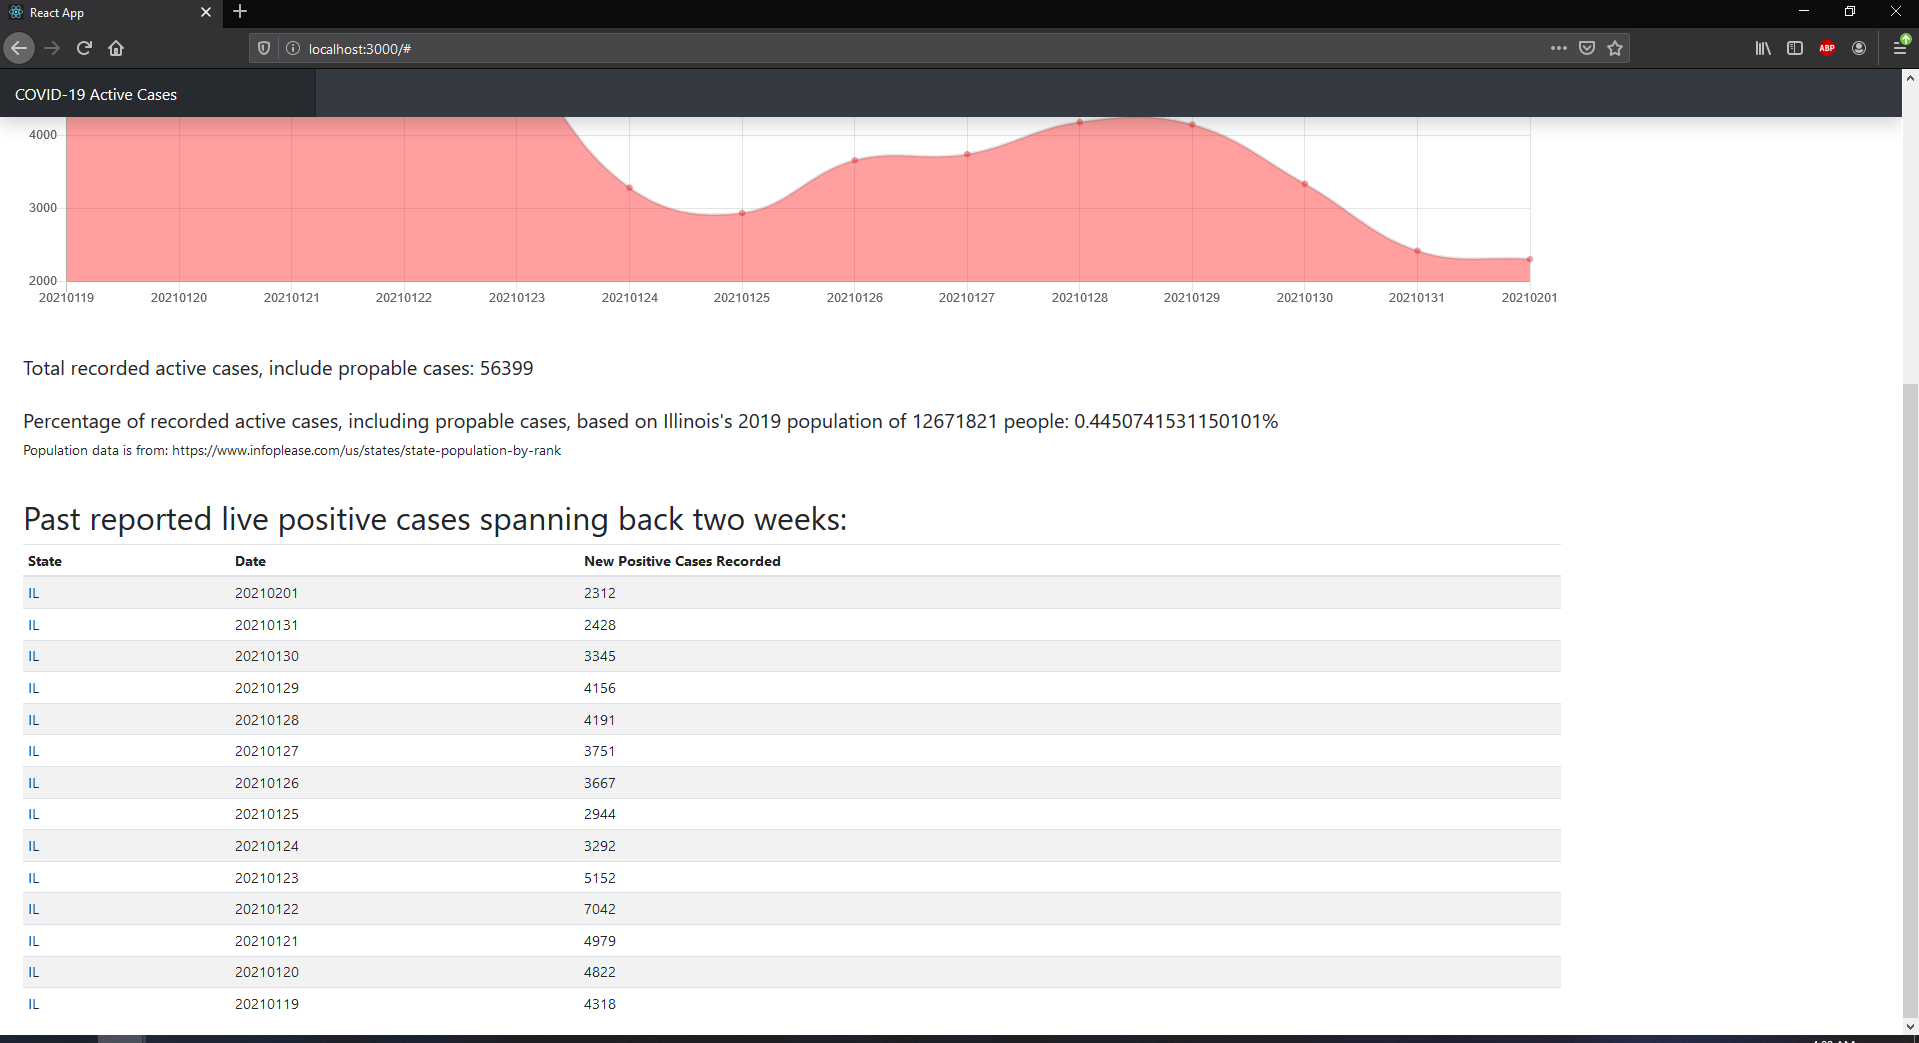 React App
localhost:3000/#
ABP
COVID-19 Active Cases
4000
3000
2000
20210119 20210120 20210121 20210122 20210123 20210124 20210125 20210126 20210127 20210128 20210129 20210130 20210131 20210201
Total recorded active cases, include propable cases: 56399
Percentage of recorded active cases, including propable cases, based on Illinois's 2019 population of 12671821 people: 0.4450741531150101%
Population data is from: https://www.infoplease.com/us/states/state-population-by-rank
Past reported live positive cases spanning back two weeks:
State Date New Positive Cases Recorded
IL 20210201 2312
IL 20210131 2428
IL 20210130 3345
IL 20210129 4156
IL 20210128 4191
IL 20210127 3751
IL 20210126 3667
IL 20210125 2944
IL 20210124 3292
IL 20210123 5152
IL 20210122 7042
IL 20210121 4979
IL 20210120 4822
IL 20210119 4318